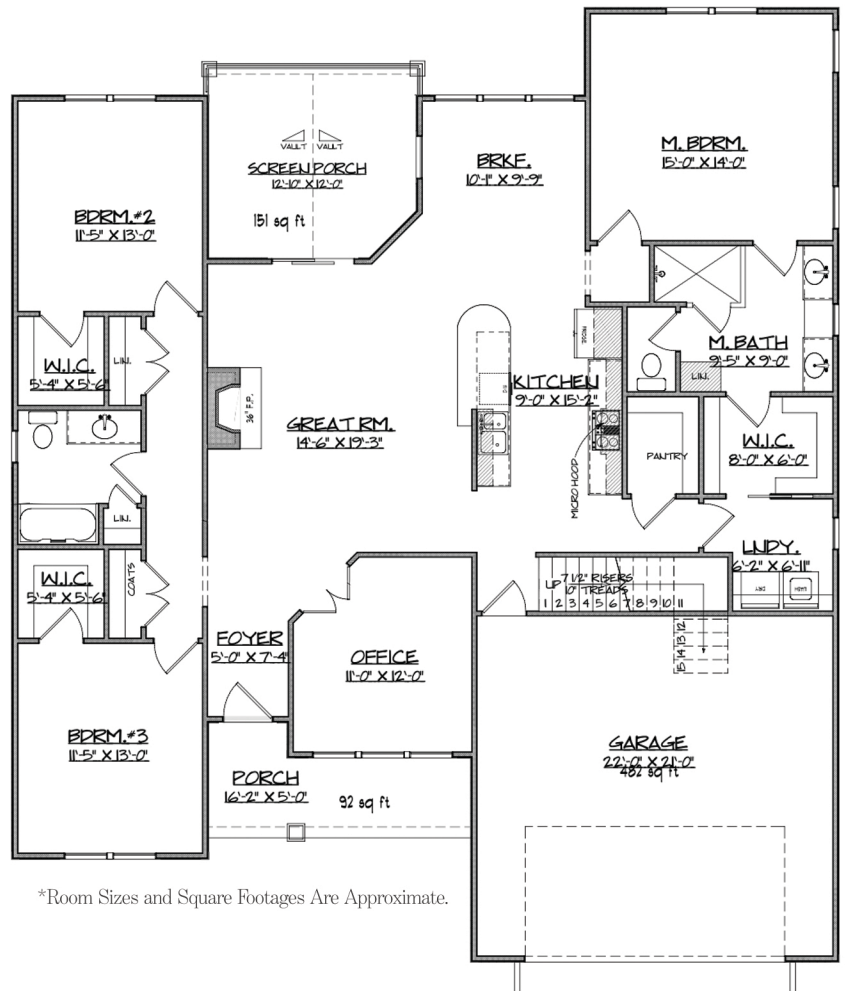 M. BDRM.
15'-0" X 14'-0"
VAULT VAULT
SCREEN PORCH
12'-10" X 12'-0"
151 sq ft
BRKF.
10'-1" X 9'-9"
BDRM. #2
11'-5" X 13'-0"
W.I.C.
5'-4" X 5'-6"
LIN.
36" F.P.
GREAT RM.
14'-6" X 19'-3"
KITCHEN
9'-0" X 15'-2"
MICRO HOOD
M. BATH
9'-5" X 9'-0"
LIN.
PANTRY
W.I.C.
8'-0" X 6'-0"
LIN.
W.I.C.
5'-4" X 5'-6"
COATS
LNDY.
6'-2" X 6'-11"
DRY
WASH
UP 7 1/2" RISERS
10" TREADS
1 2 3 4 5 6 7 8 9 10 11
15 14 13 12
FOYER
5'-0" X 7'-4"
OFFICE
11'-0" X 12'-0"
BDRM. #3
11'-5" X 13'-0"
PORCH
16'-2" X 5'-0"
92 sq ft
GARAGE
22'-0" X 21'-0"
482 sq ft
*Room Sizes and Square Footages Are Approximate.